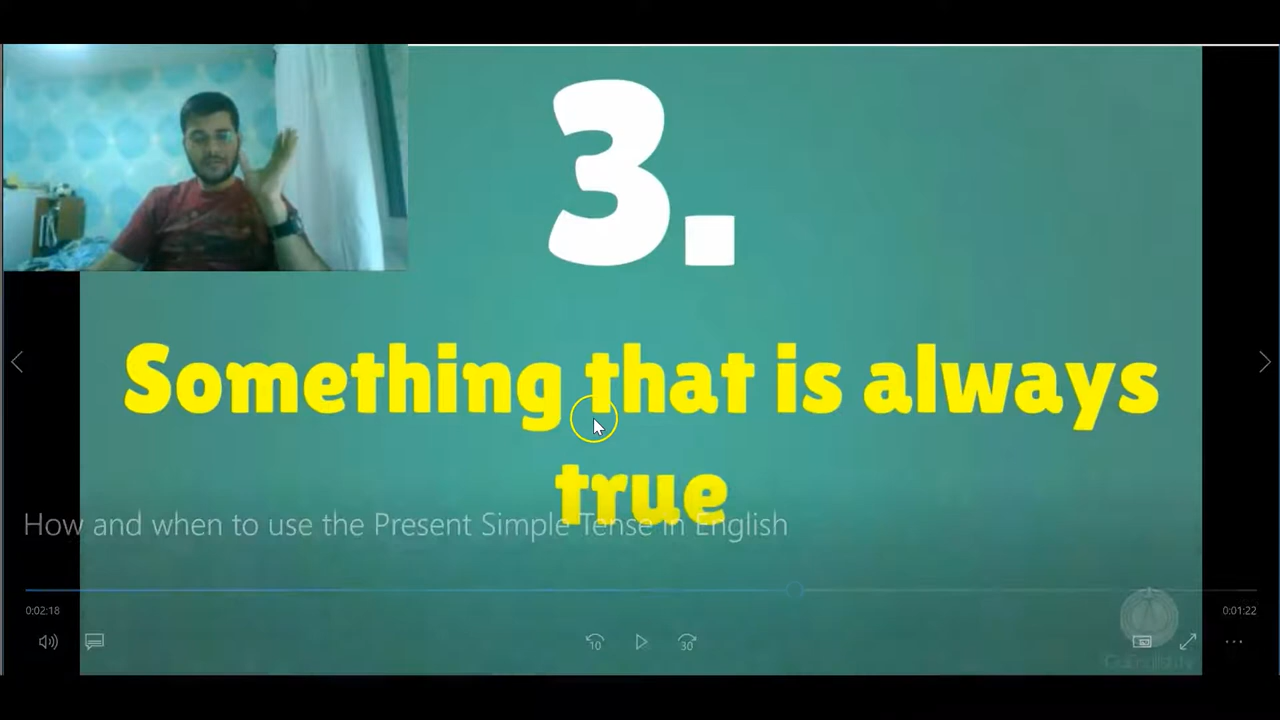 3.
Something that is always
true
How and when to use the Present Simple Tense in English
0:02:18
0:01:22
10
30